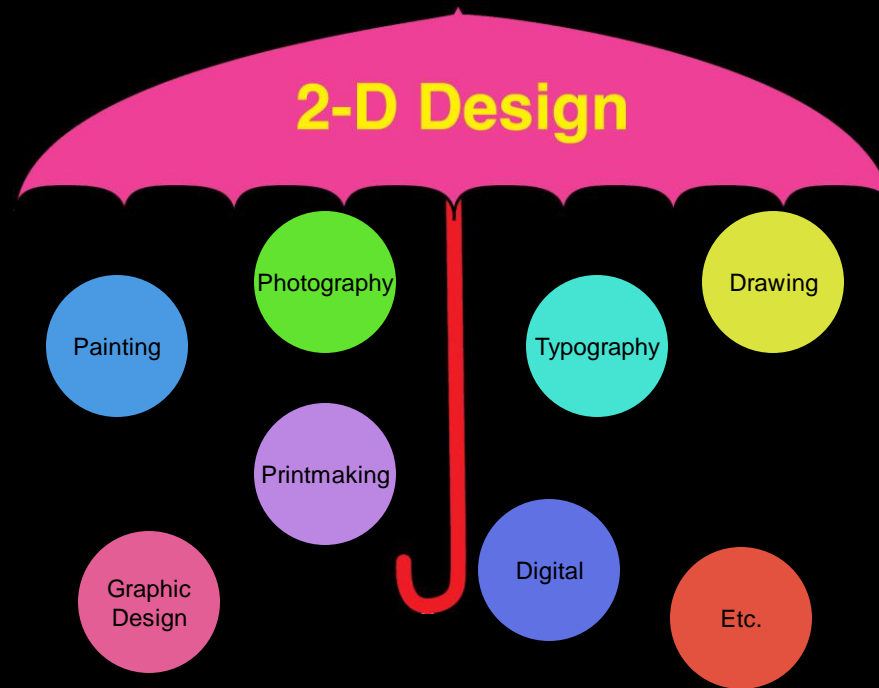 2-D Design
Photography
Drawing
Painting
Typography
Printmaking
Digital
Graphic
Design
Etc.